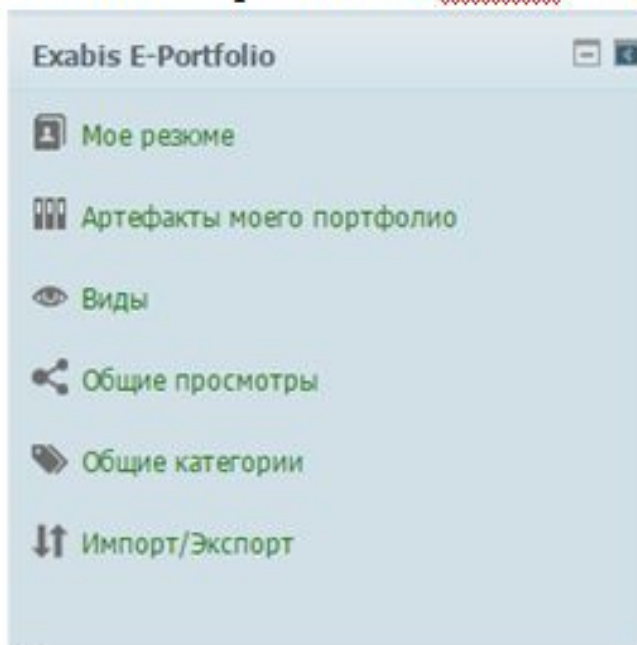 Exabis E-Portfolio
Мое резюме
Артефакты моего портфолио
Виды
Общие просмотры
Общие категории
Импорт/Экспорт